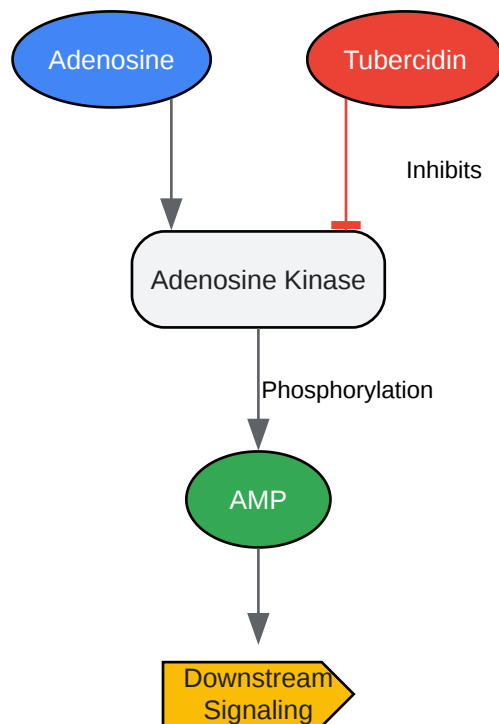 Adenosine
Tubercidin
Inhibits
Adenosine Kinase
Phosphorylation
AMP
Downstream
Signaling